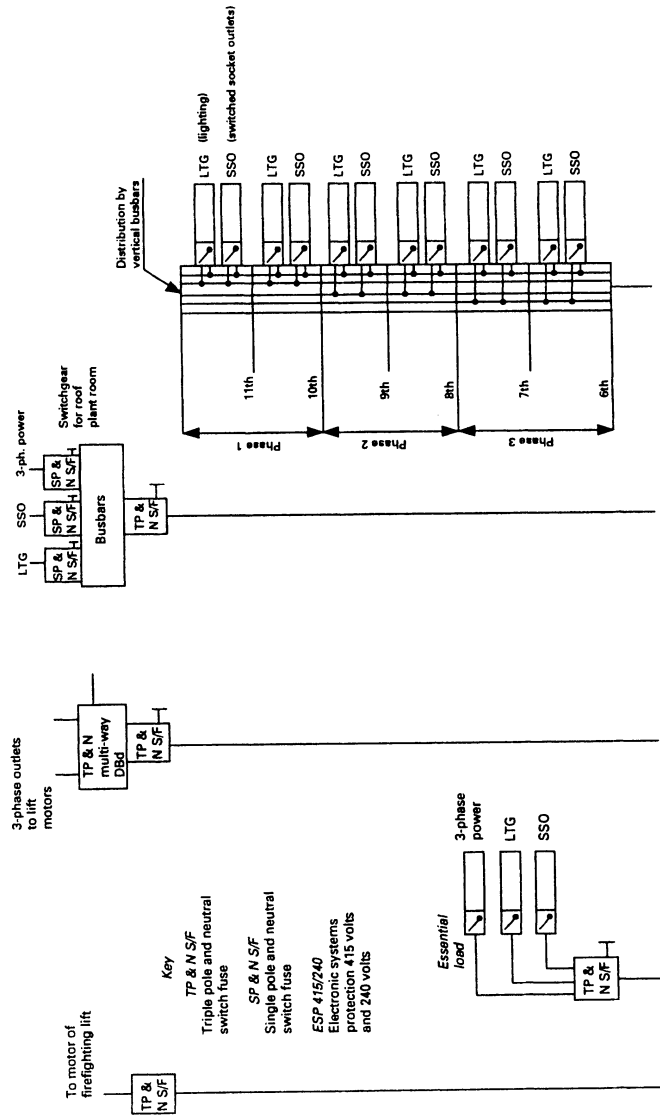 To motor of
firefighting lift
TP &
N S/F
Key
TP & N S/F
Triple pole and neutral
switch fuse
SP & N S/F
Single pole and neutral
switch fuse
ESP 415/240
Electronic systems
protection 415 volts
and 240 volts
Essential
load
3-phase
power
LTG
SSO
TP &
N S/F
3-phase outlets
to lift
motors
TP & N
multi-way
DBd
TP &
N S/F
LTG
SSO
3-ph. power
SP &
N S/F
SP &
N S/F
SP &
N S/F
Switchgear
for roof
plant room
Busbars
TP &
N S/F
Distribution by
vertical busbars
LTG (lighting)
SSO (switched socket outlets)
LTG
SSO
LTG
SSO
LTG
SSO
LTG
SSO
LTG
SSO
Phase 1
11th
10th
Phase 2
9th
8th
Phase 3
7th
6th